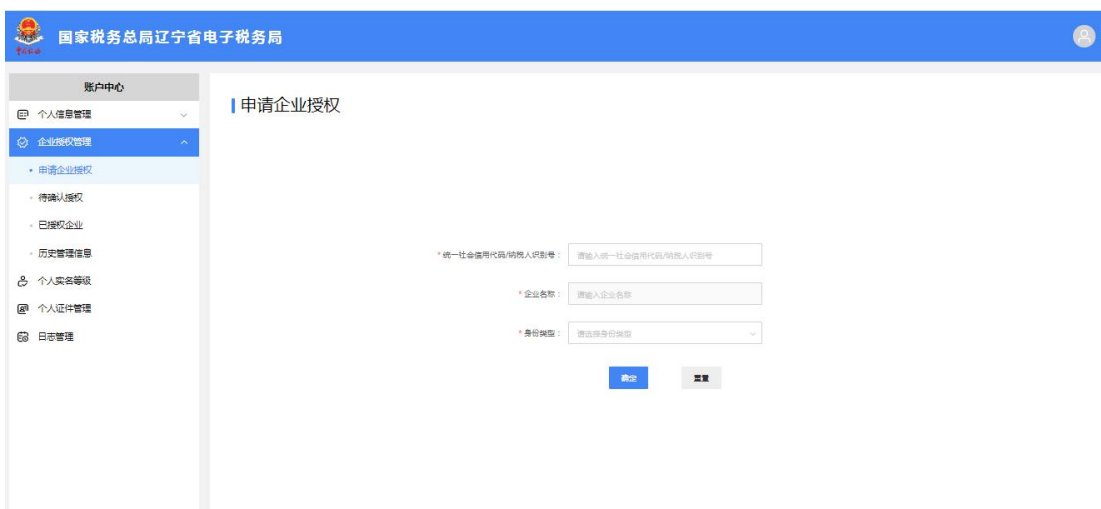 国家税务总局辽宁省电子税务局
账户中心
个人信息管理
企业授权管理
申请企业授权
待确认授权
已授权企业
历史管理信息
个人实名等级
个人证件管理
日志管理
申请企业授权
*统一社会信用代码/纳税人识别号： 请输入统一社会信用代码/纳税人识别号
*企业名称： 请输入企业名称
*身份类型： 请选择身份类型
确定 重置